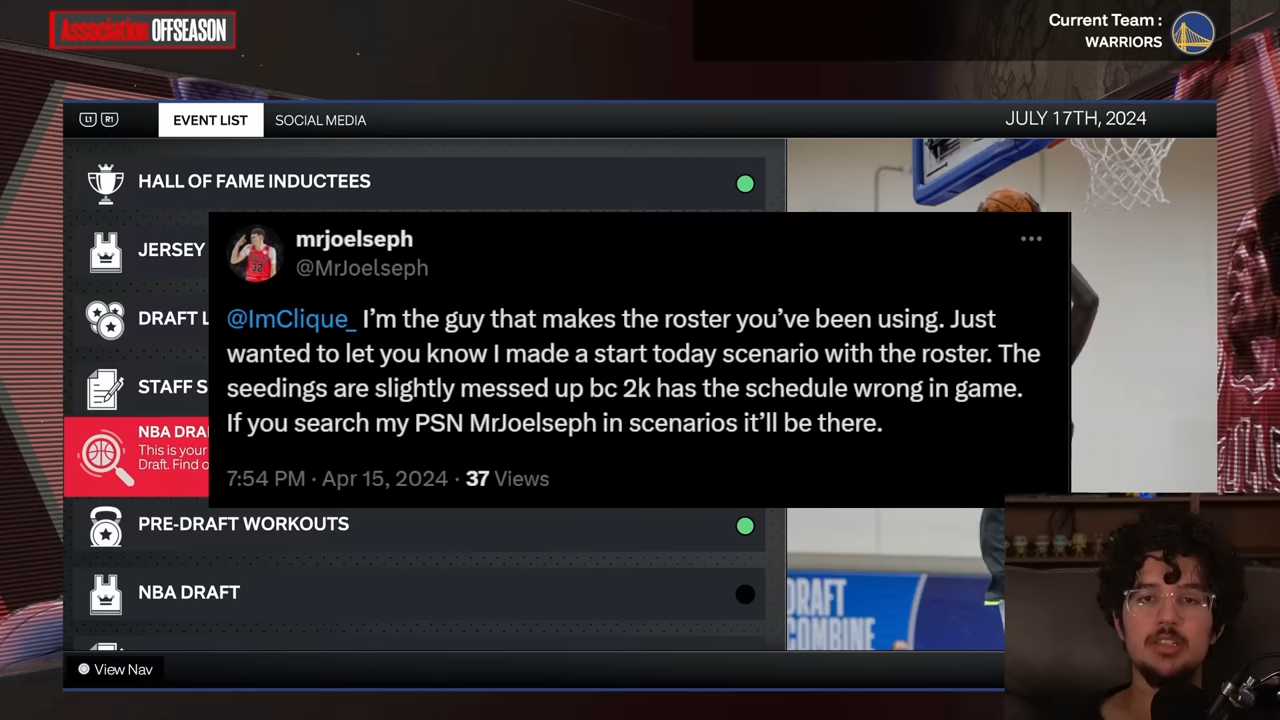 Association OFFSEASON
Current Team :
WARRIORS
L1 R1
EVENT LIST
SOCIAL MEDIA
JULY 17TH, 2024
HALL OF FAME INDUCTEES
JERSEY
DRAFT L
STAFF S
NBA DRA
This is your
Draft. Find o
mrjoelseph
@MrJoelseph
@ImClique_ I’m the guy that makes the roster you’ve been using. Just
wanted to let you know I made a start today scenario with the roster. The
seedings are slightly messed up bc 2k has the schedule wrong in game.
If you search my PSN MrJoelseph in scenarios it’ll be there.
7:54 PM · Apr 15, 2024 · 37 Views
PRE-DRAFT WORKOUTS
NBA DRAFT
DRAFT
COMBINE
View Nav